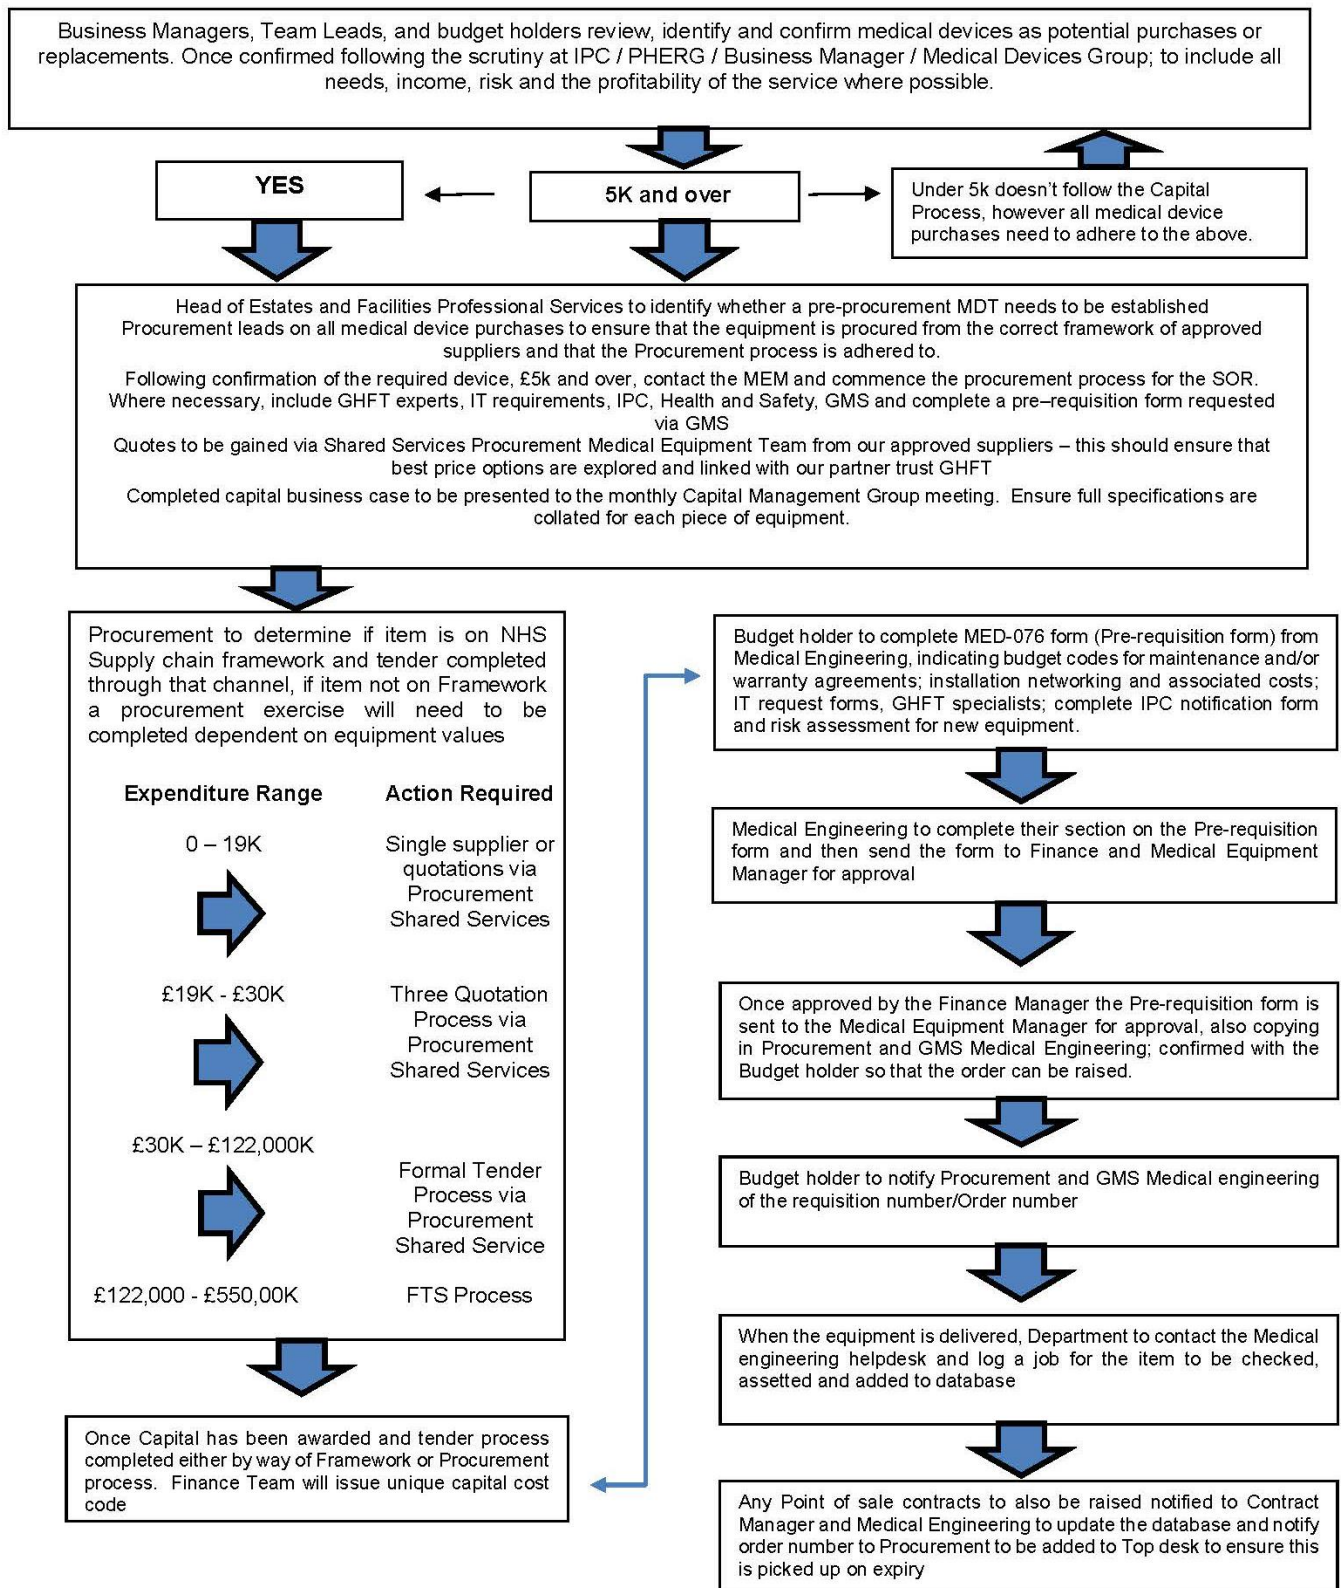 Business Managers, Team Leads, and budget holders review, identify and confirm medical devices as potential purchases or
replacements. Once confirmed following the scrutiny at IPC / PHERG / Business Manager / Medical Devices Group; to include all
needs, income, risk and the profitability of the service where possible.
YES
5K and over
Under 5k doesn't follow the Capital
Process, however all medical device
purchases need to adhere to the above.
Head of Estates and Facilities Professional Services to identify whether a pre-procurement MDT needs to be established
Procurement leads on all medical device purchases to ensure that the equipment is procured from the correct framework of approved
suppliers and that the Procurement process is adhered to.
Following confirmation of the required device, £5k and over, contact the MEM and commence the procurement process for the SOR.
Where necessary, include GHFT experts, IT requirements, IPC, Health and Safety, GMS and complete a pre–requisition form requested
via GMS
Quotes to be gained via Shared Services Procurement Medical Equipment Team from our approved suppliers – this should ensure that
best price options are explored and linked with our partner trust GHFT
Completed capital business case to be presented to the monthly Capital Management Group meeting. Ensure full specifications are
collated for each piece of equipment.
Procurement to determine if item is on NHS
Supply chain framework and tender completed
through that channel, if item not on Framework
a procurement exercise will need to be
completed dependent on equipment values
Expenditure Range Action Required
0 – 19K Single supplier or
quotations via
Procurement
Shared Services
£19K - £30K Three Quotation
Process via
Procurement
Shared Services
£30K – £122,000K
Formal Tender
Process via
Procurement
Shared Service
£122,000 - £550,00K FTS Process
Once Capital has been awarded and tender process
completed either by way of Framework or Procurement
process. Finance Team will issue unique capital cost
code
Budget holder to complete MED-076 form (Pre-requisition form) from
Medical Engineering, indicating budget codes for maintenance and/or
warranty agreements; installation networking and associated costs;
IT request forms, GHFT specialists; complete IPC notification form
and risk assessment for new equipment.
Medical Engineering to complete their section on the Pre-requisition
form and then send the form to Finance and Medical Equipment
Manager for approval
Once approved by the Finance Manager the Pre-requisition form is
sent to the Medical Equipment Manager for approval, also copying
in Procurement and GMS Medical Engineering; confirmed with the
Budget holder so that the order can be raised.
Budget holder to notify Procurement and GMS Medical engineering
of the requisition number/Order number
When the equipment is delivered, Department to contact the Medical
engineering helpdesk and log a job for the item to be checked,
assetted and added to database
Any Point of sale contracts to also be raised notified to Contract
Manager and Medical Engineering to update the database and notify
order number to Procurement to be added to Top desk to ensure this
is picked up on expiry